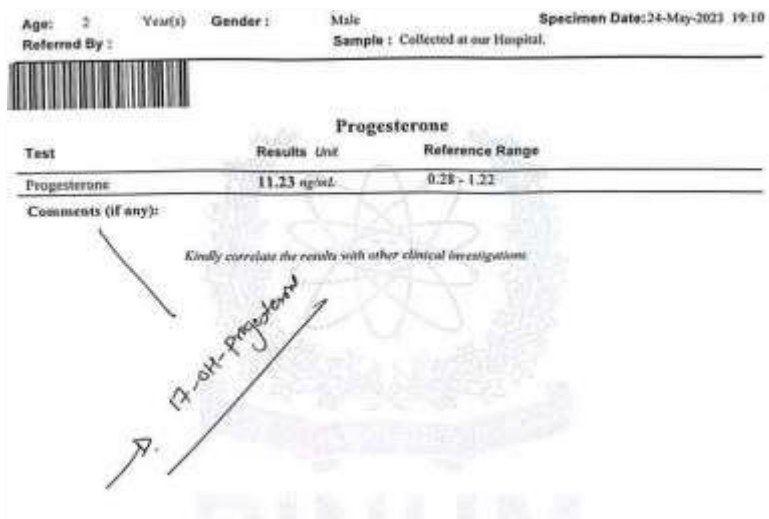 Age: 2 Year(s) Gender : Male Specimen Date:24-May-2023 19:10
Referred By : Sample : Collected at our Hospital.
Progesterone
Test Results Unit Reference Range
Progesterone 11.23 ng/mL 0.28 - 1.22
Comments (if any):
Kindly correlate the results with other clinical investigations
17-OH-Progesteron